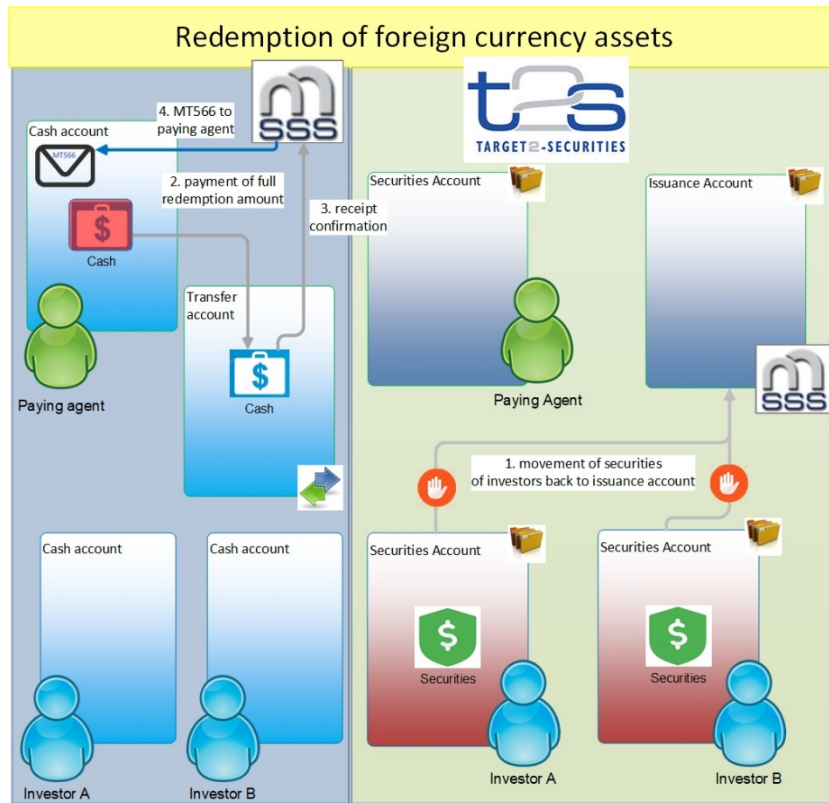 Redemption of foreign currency assets
sss
4. MT566 to
paying agent
Cash account
MT566
2. payment of full
redemption amount
3. receipt
confirmation
Cash
Transfer
account
Cash
Paying agent
Cash account
Cash account
Investor A
Investor B
t2s
TARGET2-SECURITIES
Securities Account
Issuance Account
Paying Agent
sss
1. movement of securities
of investors back to issuance account
Securities Account
Securities Account
$
$
Securities
Securities
Investor A
Investor B
$
$